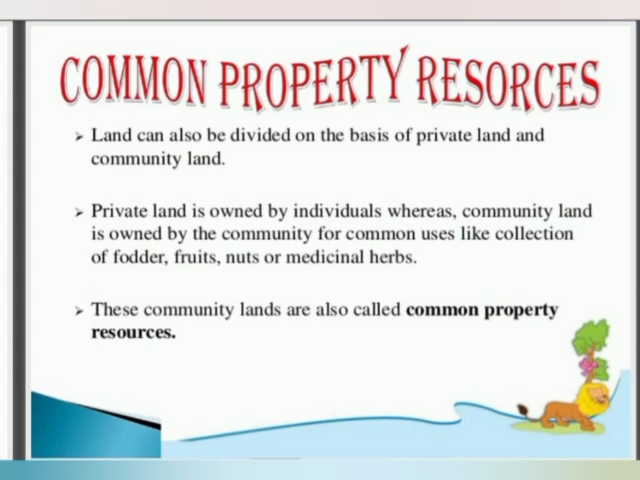 COMMON PROPERTY RESORCES
➢ Land can also be divided on the basis of private land and
community land.
➢ Private land is owned by individuals whereas, community land
is owned by the community for common uses like collection
of fodder, fruits, nuts or medicinal herbs.
➢ These community lands are also called common property
resources.